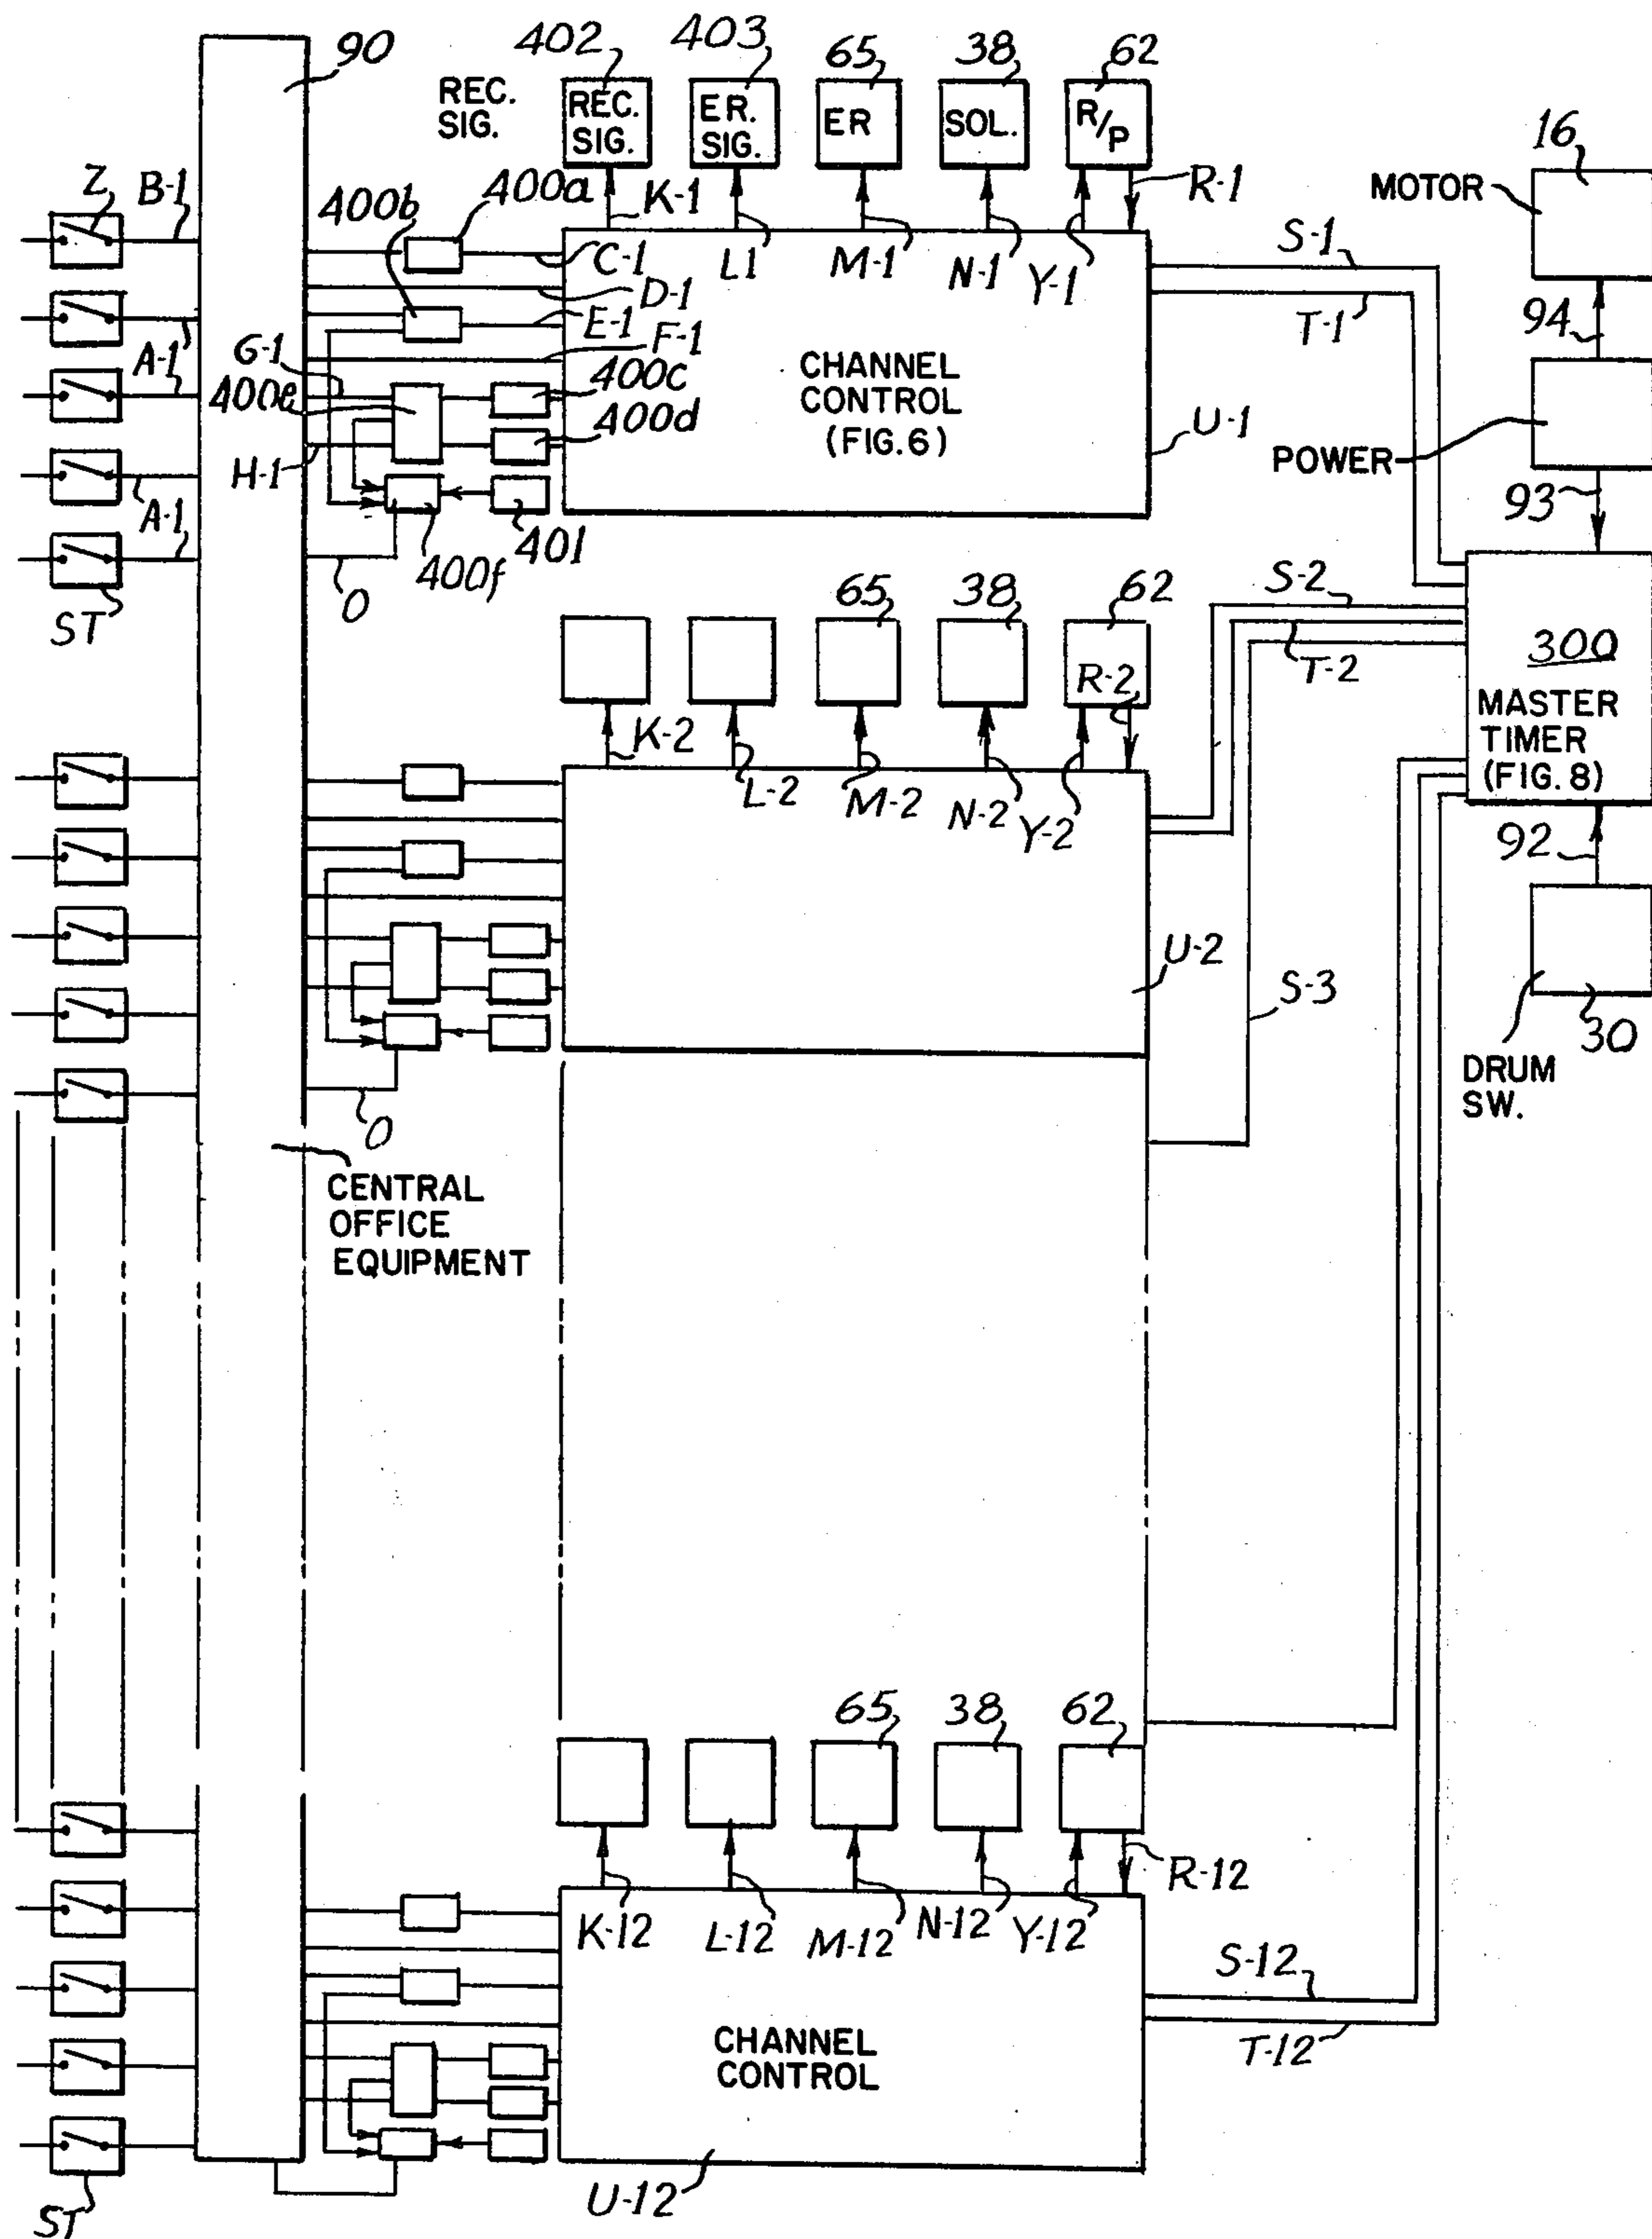 90
REC.
SIG.
402
403
65
38
62
REC.
SIG.
ER.
SIG.
ER
SOL.
R/P
16
MOTOR
Z
B-1
400b
400a
K-1
L1
M-1
N-1
Y-1
R-1
S-1
C-1
D-1
E-1
F-1
T-1
94
A-1
G-1
400e
400c
400d
CHANNEL
CONTROL
(FIG.6)
U-1
POWER
93
H-1
A-1
401
400f
ST
O
65
38
62
S-2
T-2
R-2
300
MASTER
TIMER
(FIG. 8)
K-2
L-2
M-2
N-2
Y-2
92
U-2
S-3
30
DRUM
SW.
O
CENTRAL
OFFICE
EQUIPMENT
65
38
62
R-12
K-12
L-12
M-12
N-12
Y-12
S-12
T-12
CHANNEL
CONTROL
U-12
ST